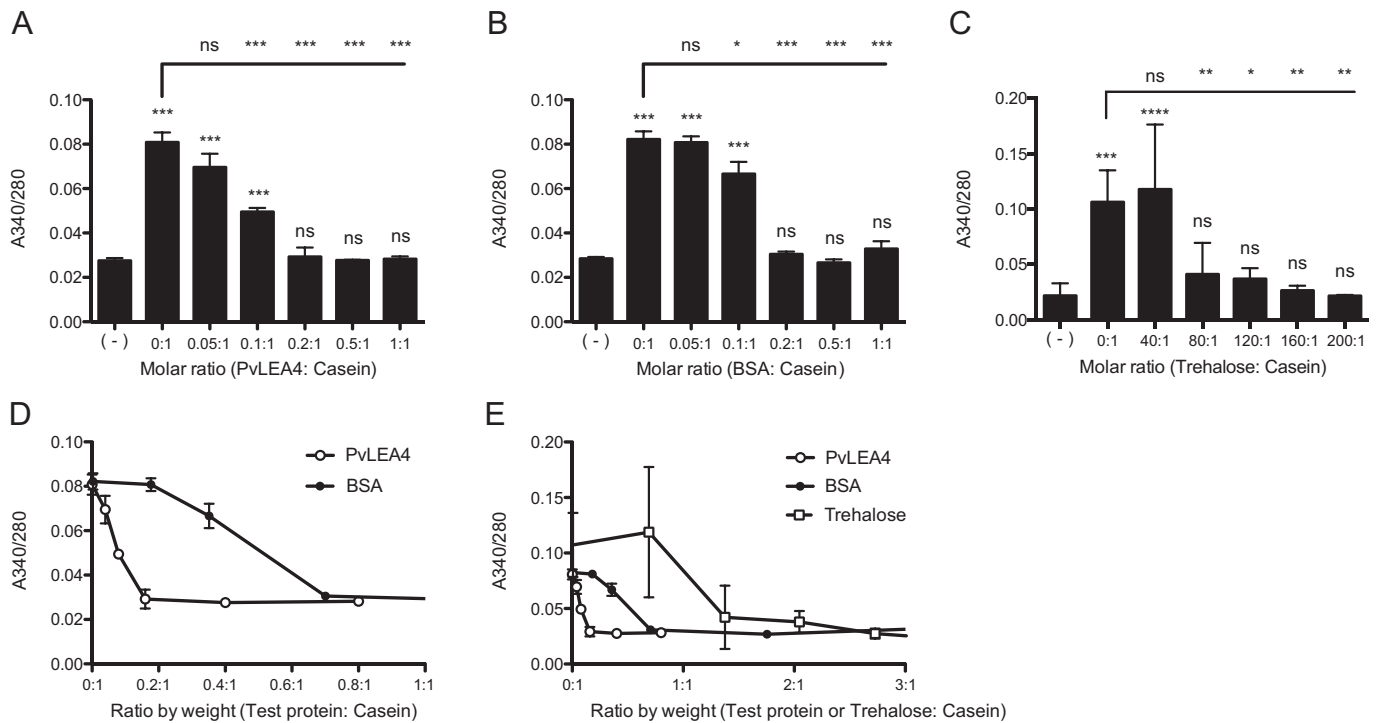 A
ns *** *** *** ***
A340/280
0.10
0.08
0.06
0.04
0.02
0.00
*** *** *** ns ns ns
( - ) 0:1 0.05:1 0.1:1 0.2:1 0.5:1 1:1
Molar ratio (PvLEA4: Casein)
B
ns * *** *** ***
A340/280
0.10
0.08
0.06
0.04
0.02
0.00
*** *** *** ns ns ns
( - ) 0:1 0.05:1 0.1:1 0.2:1 0.5:1 1:1
Molar ratio (BSA: Casein)
C
ns ** * ** **
A340/280
0.20
0.15
0.10
0.05
0.00
*** **** ns ns ns ns
( - ) 0:1 40:1 80:1 120:1 160:1 200:1
Molar ratio (Trehalose: Casein)
D
A340/280
0.10
0.08
0.06
0.04
0.02
0.00
PvLEA4
BSA
0:1 0.2:1 0.4:1 0.6:1 0.8:1 1:1
Ratio by weight (Test protein: Casein)
E
A340/280
0.20
0.15
0.10
0.05
0.00
PvLEA4
BSA
Trehalose
0:1 1:1 2:1 3:1
Ratio by weight (Test protein or Trehalose: Casein)